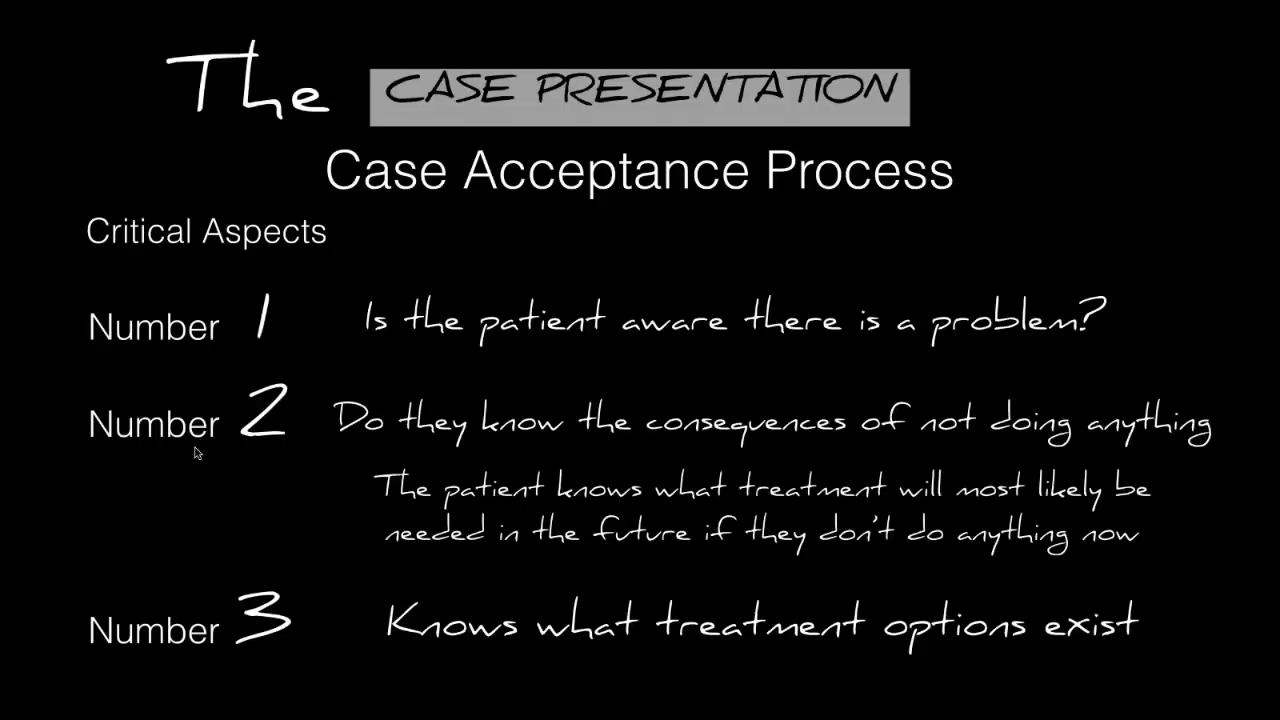 The CASE PRESENTATION
Case Acceptance Process
Critical Aspects
Number 1 Is the patient aware there is a problem?
Number 2 Do they know the consequences of not doing anything
The patient knows what treatment will most likely be
needed in the future if they don't do anything now
Number 3 Knows what treatment options exist